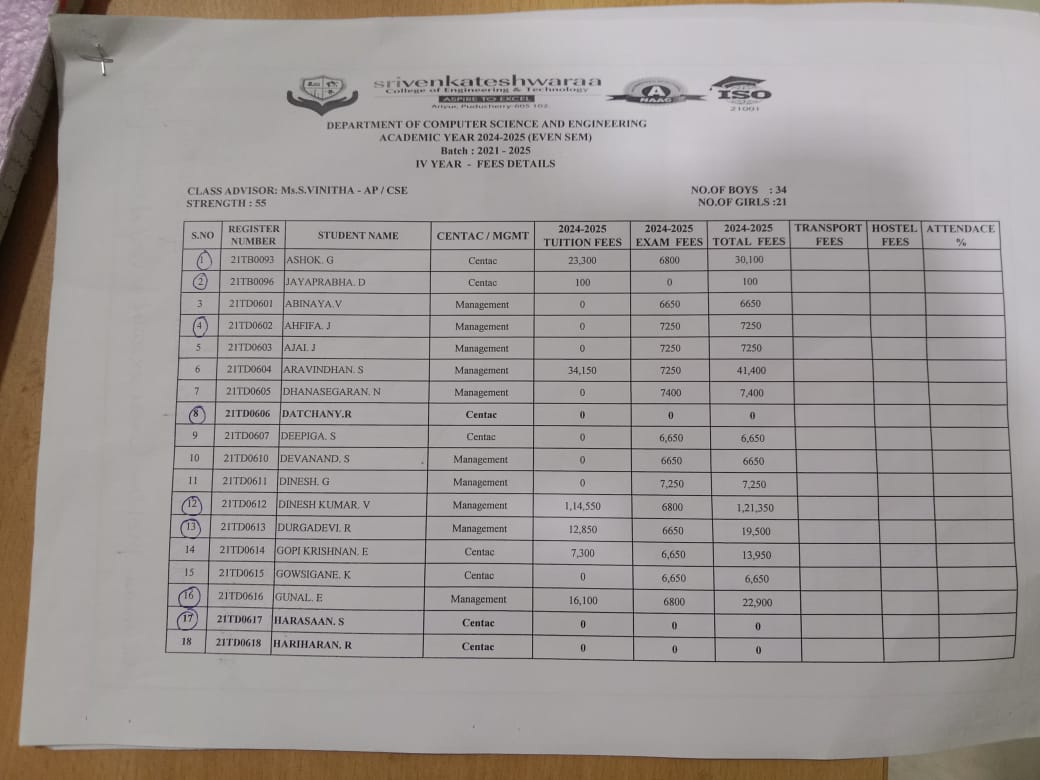 srivenkateshwaraa
College of Engineering & Technology
ASPIRE TO EXCEL
Ariyur, Puducherry-605 102.
A
NAAC
ISO
21001
DEPARTMENT OF COMPUTER SCIENCE AND ENGINEERING
ACADEMIC YEAR 2024-2025 (EVEN SEM)
Batch : 2021 - 2025
IV YEAR - FEES DETAILS
CLASS ADVISOR: Ms.S.VINITHA - AP / CSE NO.OF BOYS : 34
STRENGTH : 55 NO.OF GIRLS :21
S.NO REGISTER NUMBER STUDENT NAME CENTAC / MGMT 2024-2025 TUITION FEES 2024-2025 EXAM FEES 2024-2025 TOTAL FEES TRANSPORT FEES HOSTEL FEES ATTENDACE %
1 21TB0093 ASHOK. G Centac 23,300 6800 30,100
2 21TB0096 JAYAPRABHA. D Centac 100 0 100
3 21TD0601 ABINAYA.V Management 0 6650 6650
4 21TD0602 AHFIFA. J Management 0 7250 7250
5 21TD0603 AJAI. J Management 0 7250 7250
6 21TD0604 ARAVINDHAN. S Management 34,150 7250 41,400
7 21TD0605 DHANASEGARAN. N Management 0 7400 7,400
8 21TD0606 DATCHANY.R Centac 0 0 0
9 21TD0607 DEEPIGA. S Centac 0 6,650 6,650
10 21TD0610 DEVANAND. S Management 0 6650 6650
11 21TD0611 DINESH. G Management 0 7,250 7,250
12 21TD0612 DINESH KUMAR. V Management 1,14,550 6800 1,21,350
13 21TD0613 DURGADEVI. R Management 12,850 6650 19,500
14 21TD0614 GOPI KRISHNAN. E Centac 7,300 6,650 13,950
15 21TD0615 GOWSIGANE. K Centac 0 6,650 6,650
16 21TD0616 GUNAL. E Management 16,100 6800 22,900
17 21TD0617 HARASAAN. S Centac 0 0 0
18 21TD0618 HARIHARAN. R Centac 0 0 0